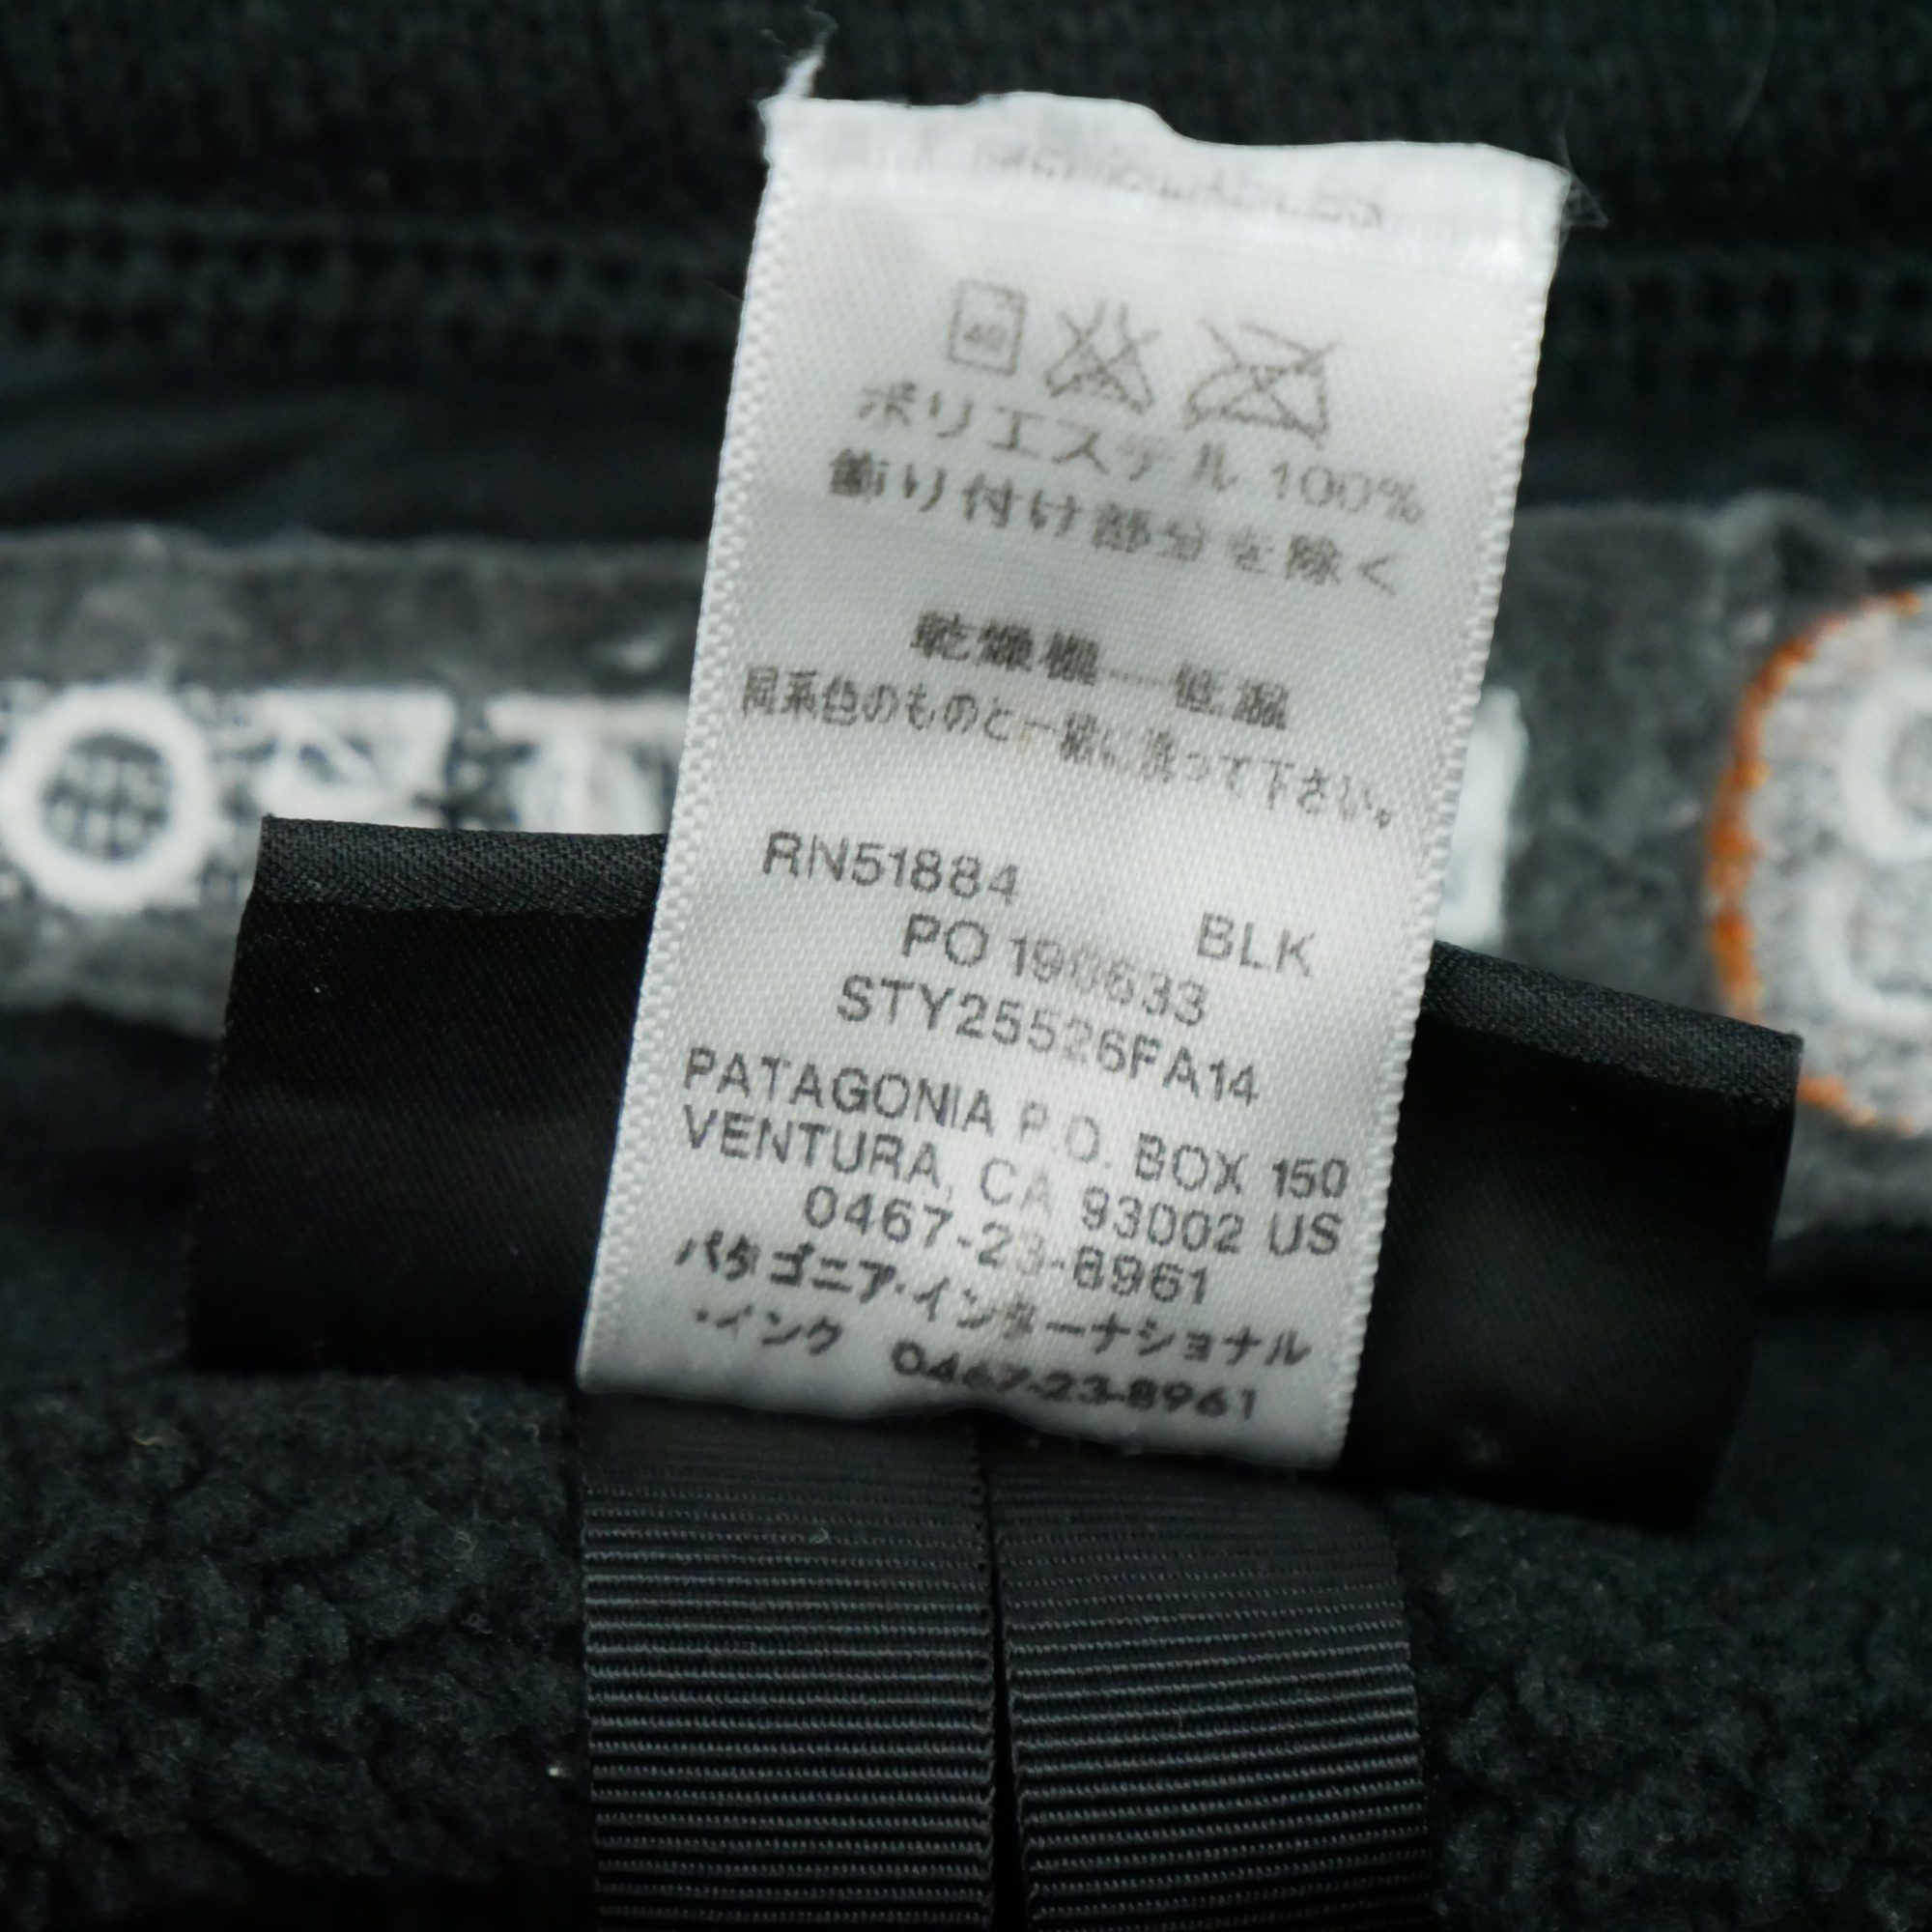 40
ポリエステル 100%
飾り付け部分を除く
乾燥機—低温
同系色のものと一緒に洗って下さい。
RN51884
BLK
PO 190633
STY25526FA14
PATAGONIA P.O. BOX 150
VENTURA, CA 93002 US
0467-23-8961
パタゴニア・インターナショナル
・インク 0467-23-8961